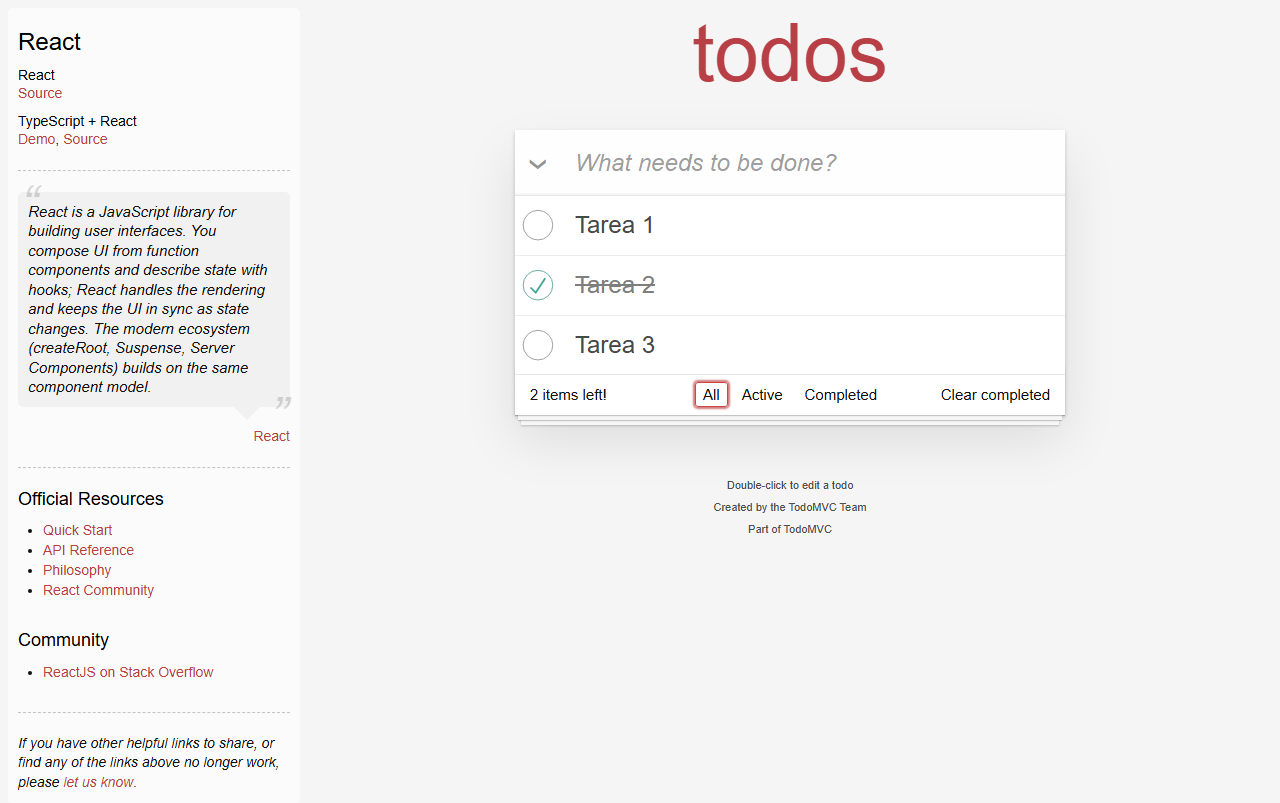 React
React
Source
TypeScript + React
Demo, Source
“
React is a JavaScript library for
building user interfaces. You
compose UI from function
components and describe state with
hooks; React handles the rendering
and keeps the UI in sync as state
changes. The modern ecosystem
(createRoot, Suspense, Server
Components) builds on the same
component model.
”
React
Official Resources
Quick Start
API Reference
Philosophy
React Community
Community
ReactJS on Stack Overflow
If you have other helpful links to share, or
find any of the links above no longer work,
please let us know.
todos
What needs to be done?
Tarea 1
Tarea 2
Tarea 3
2 items left! All Active Completed Clear completed
Double-click to edit a todo
Created by the TodoMVC Team
Part of TodoMVC